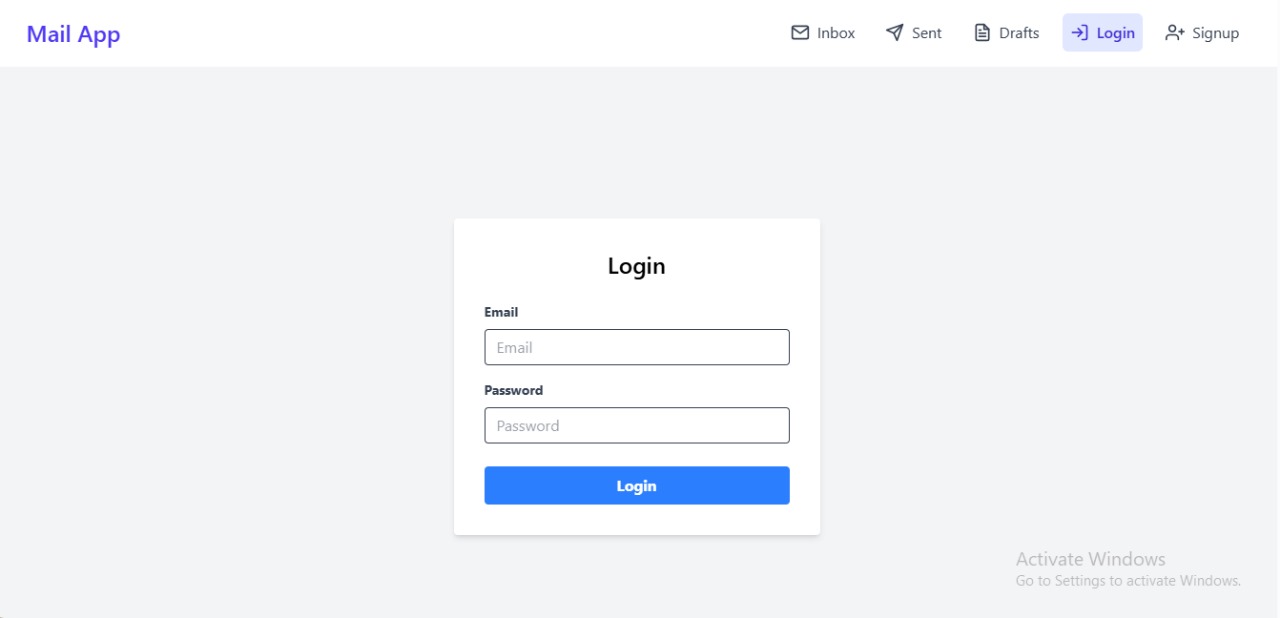 Mail App
Inbox Sent Drafts Login Signup
Login
Email
Email
Password
Password
Login
Activate Windows
Go to Settings to activate Windows.